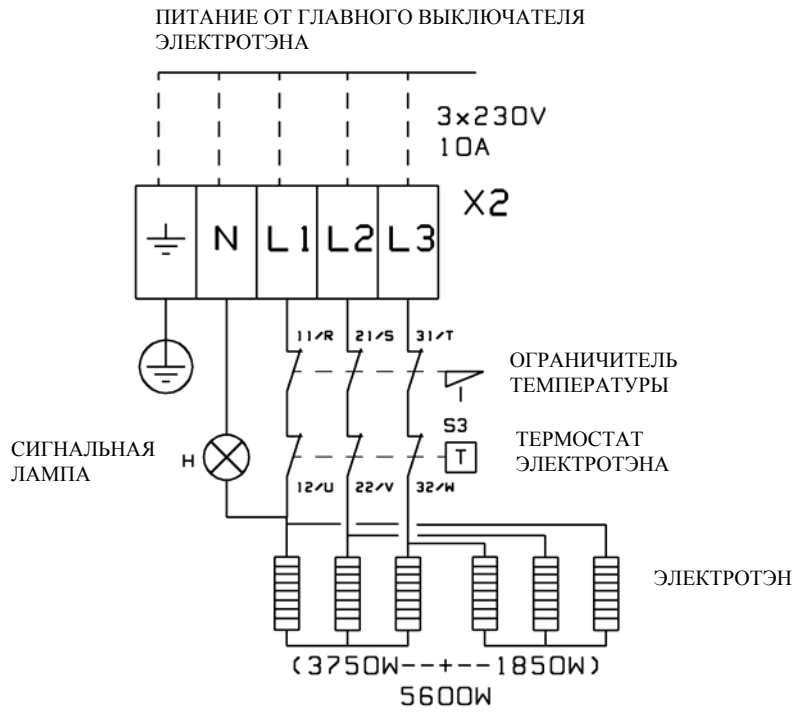 ПИТАНИЕ ОТ ГЛАВНОГО ВЫКЛЮЧАТЕЛЯ
ЭЛЕКТРОТЭНА
3x230V
10A
X2
N L1 L2 L3
11/R 21/S 31/T
ОГРАНИЧИТЕЛЬ
ТЕМПЕРАТУРЫ
I
S3
СИГНАЛЬНАЯ
ЛАМПА
H
T
ТЕРМОСТАТ
ЭЛЕКТРОТЭНА
12/U 22/V 32/W
ЭЛЕКТРОТЭН
(3750W--+--1850W)
5600W